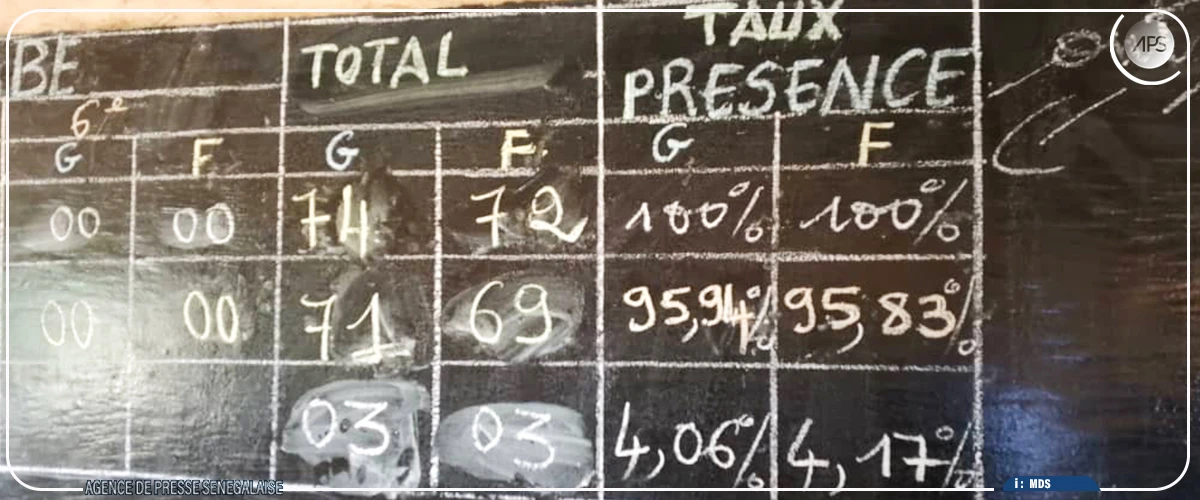 BE TOTAL TAUX PRESENCE
6e
G F G F G F
00 00 74 72 100% 100%
00 00 71 69 95,94% 95,83%
03 03 4,06% 4,17%
APS
AGENCE DE PRESSE SENEGALAISE
i: MDS